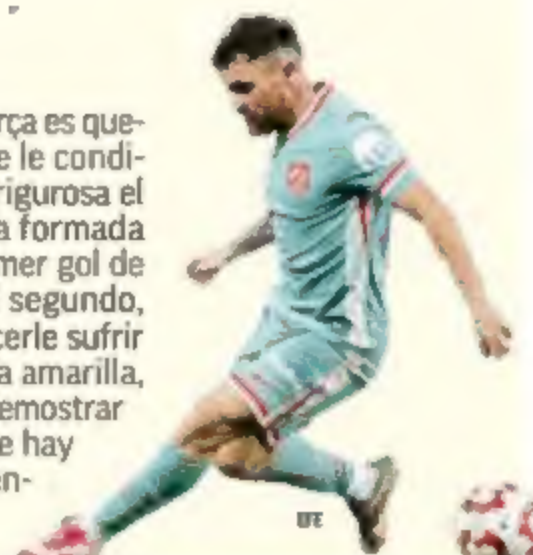 rça es que-
e le condi-
rigurosa el
a formada
mer gol de
segundo,
cerle sufrir
a amarilla,
emostrar
e hay
en-
EFE